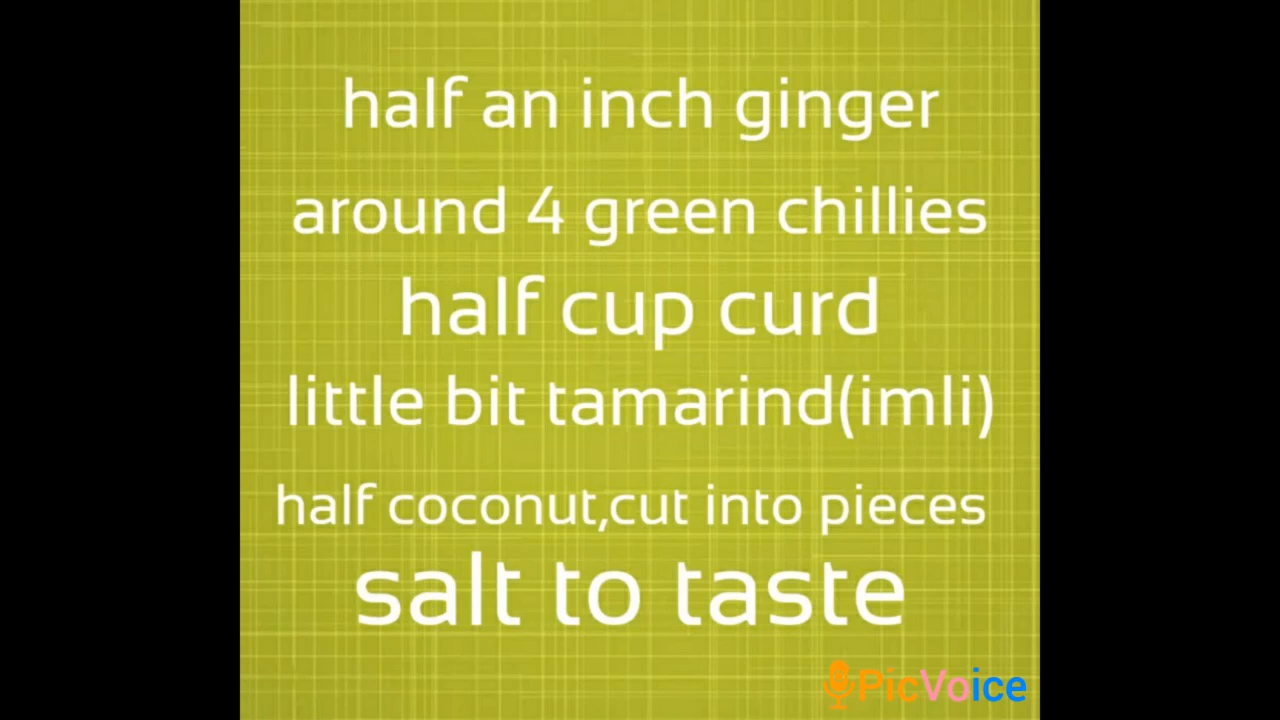 half an inch ginger
around 4 green chillies
half cup curd
little bit tamarind(imli)
half coconut,cut into pieces
salt to taste
PicVoice